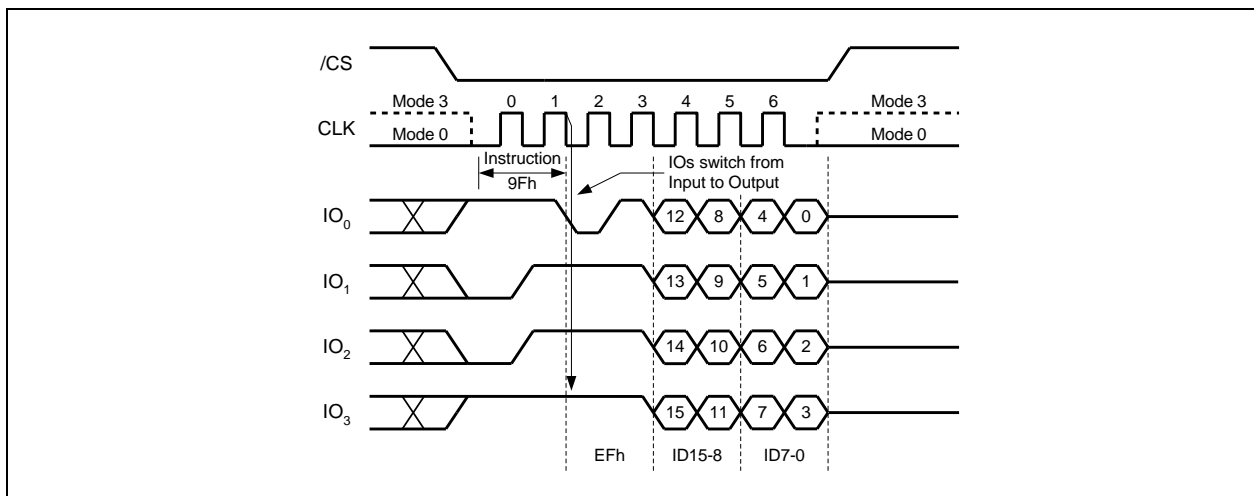 /CS
Mode 3 0 1 2 3 4 5 6 Mode 3
CLK
Mode 0 Mode 0
Instruction
9Fh
IOs switch from
Input to Output
IO0 12 8 4 0
IO1 13 9 5 1
IO2 14 10 6 2
IO3 15 11 7 3
EFh ID15-8 ID7-0